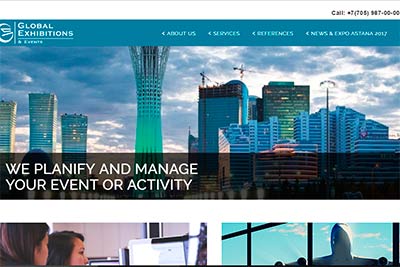 Call: +7(705) 987-00-00
GLOBAL
EXHIBITIONS
& EVENTS
< ABOUT US < SERVICES < REFERENCES < NEWS & EXPO ASTANA 2017
WE PLANIFY AND MANAGE
YOUR EVENT OR ACTIVITY